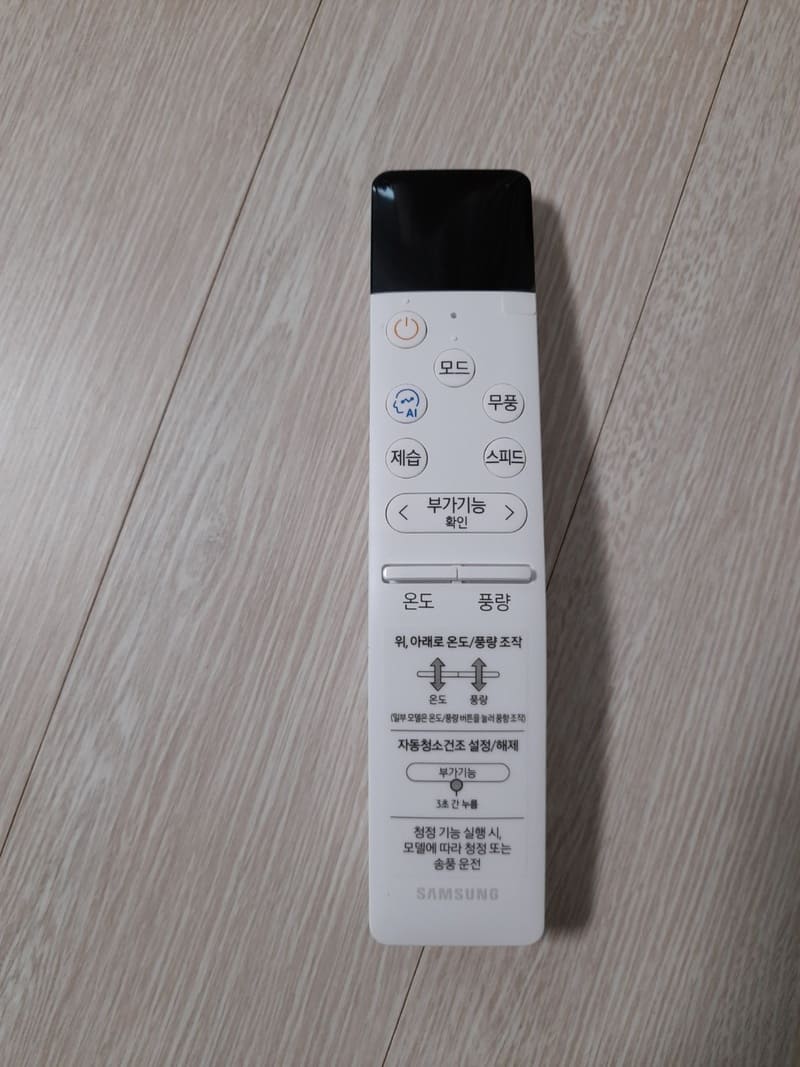 모드
AI
무풍
제습
스피드
< 부가기능 >
확인
온도 풍량
위, 아래로 온도/풍량 조작
온도 풍량
(일부 모델은 온도/풍량 버튼을 눌러 풍향 조작)
자동청소건조 설정/해제
부가기능
3초 간 누름
청정 기능 실행 시,
모델에 따라 청정 또는
송풍 운전
SAMSUNG